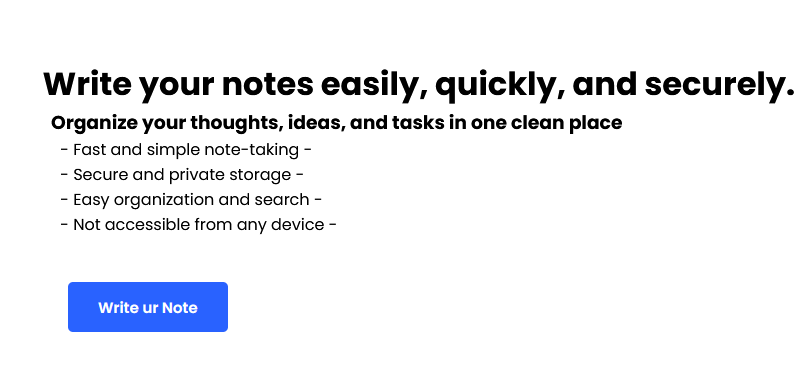 Write your notes easily, quickly, and securely.
Organize your thoughts, ideas, and tasks in one clean place
- Fast and simple note-taking -
- Secure and private storage -
- Easy organization and search -
- Not accessible from any device -
Write ur Note